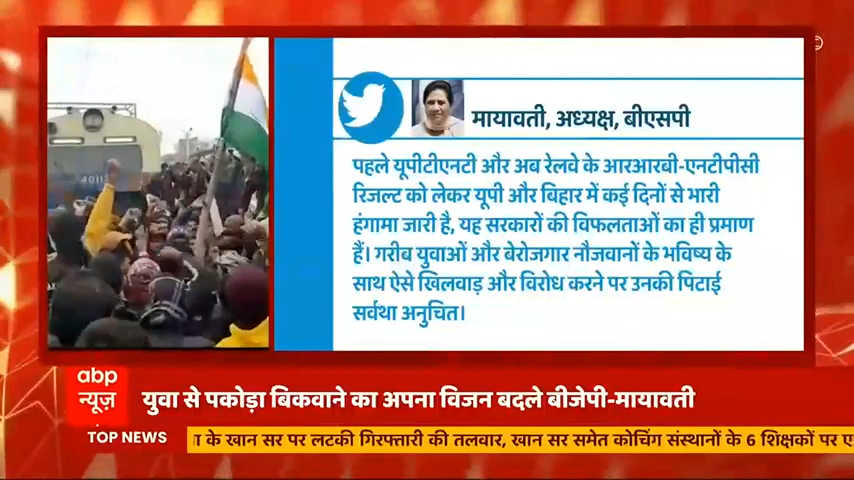 मायावती, अध्यक्ष, बीएसपी
पहले यूपीटीएनटी और अब रेलवे के आरआरबी-एनटीपीसी
रिजल्ट को लेकर यूपी और बिहार में कई दिनों से भारी
हंगामा जारी है, यह सरकारों की विफलताओं का ही प्रमाण
हैं। गरीब युवाओं और बेरोजगार नौजवानों के भविष्य के
साथ ऐसे खिलवाड़ और विरोध करने पर उनकी पिटाई
सर्वथा अनुचित।
abp
न्यूज़
युवा से पकोड़ा बिकवाने का अपना विजन बदले बीजेपी-मायावती
TOP NEWS
के खान सर पर लटकी गिरफ्तारी की तलवार, खान सर समेत कोचिंग संस्थानों के 6 शिक्षकों पर